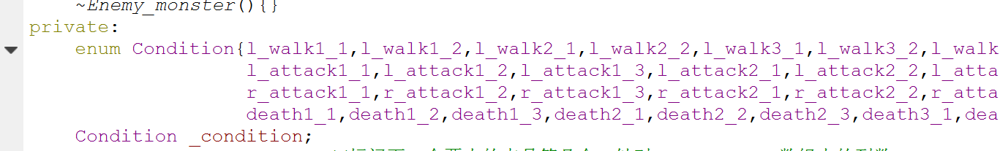 ~Enemy_monster(){}
private:
enum Condition{l_walk1_1,l_walk1_2,l_walk2_1,l_walk2_2,l_walk3_1,l_walk3_2,l_walk
l_attack1_1,l_attack1_2,l_attack1_3,l_attack2_1,l_attack2_2,l_atta
r_attack1_1,r_attack1_2,r_attack1_3,r_attack2_1,r_attack2_2,r_atta
death1_1,death1_2,death1_3,death2_1,death2_2,death2_3,death3_1,dea
Condition _condition;